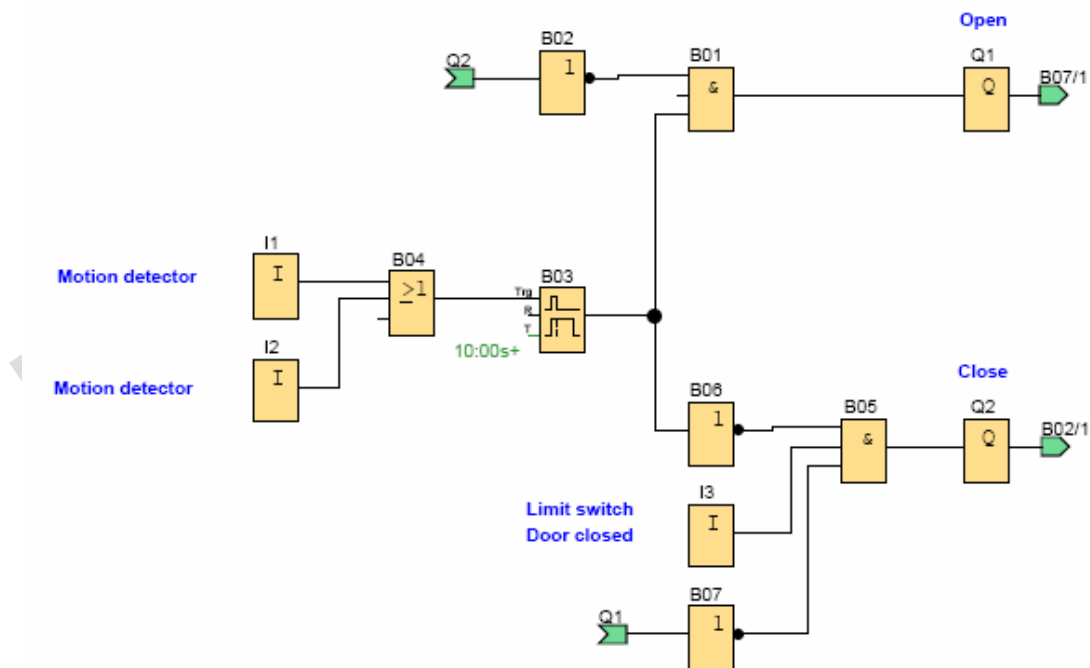 Open
B02
B01
Q1
Q2
1
&
Q
B07/1
I1
Motion detector
I
B04
>1
B03
Trg
R
T
10:00s+
I2
Motion detector
I
Close
B06
1
B05
&
Q2
Q
B02/1
I3
Limit switch
Door closed
I
B07
Q1
1